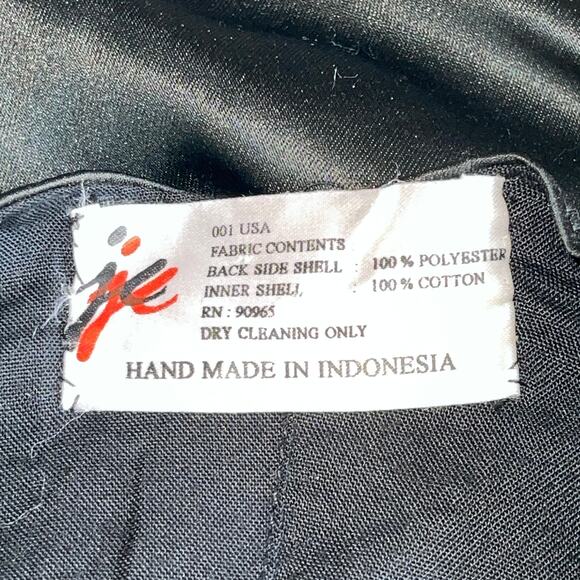 001 USA
FABRIC CONTENTS
BACK SIDE SHELL : 100 % POLYESTER
INNER SHELL : 100 % COTTON
RN : 90965
DRY CLEANING ONLY
HAND MADE IN INDONESIA